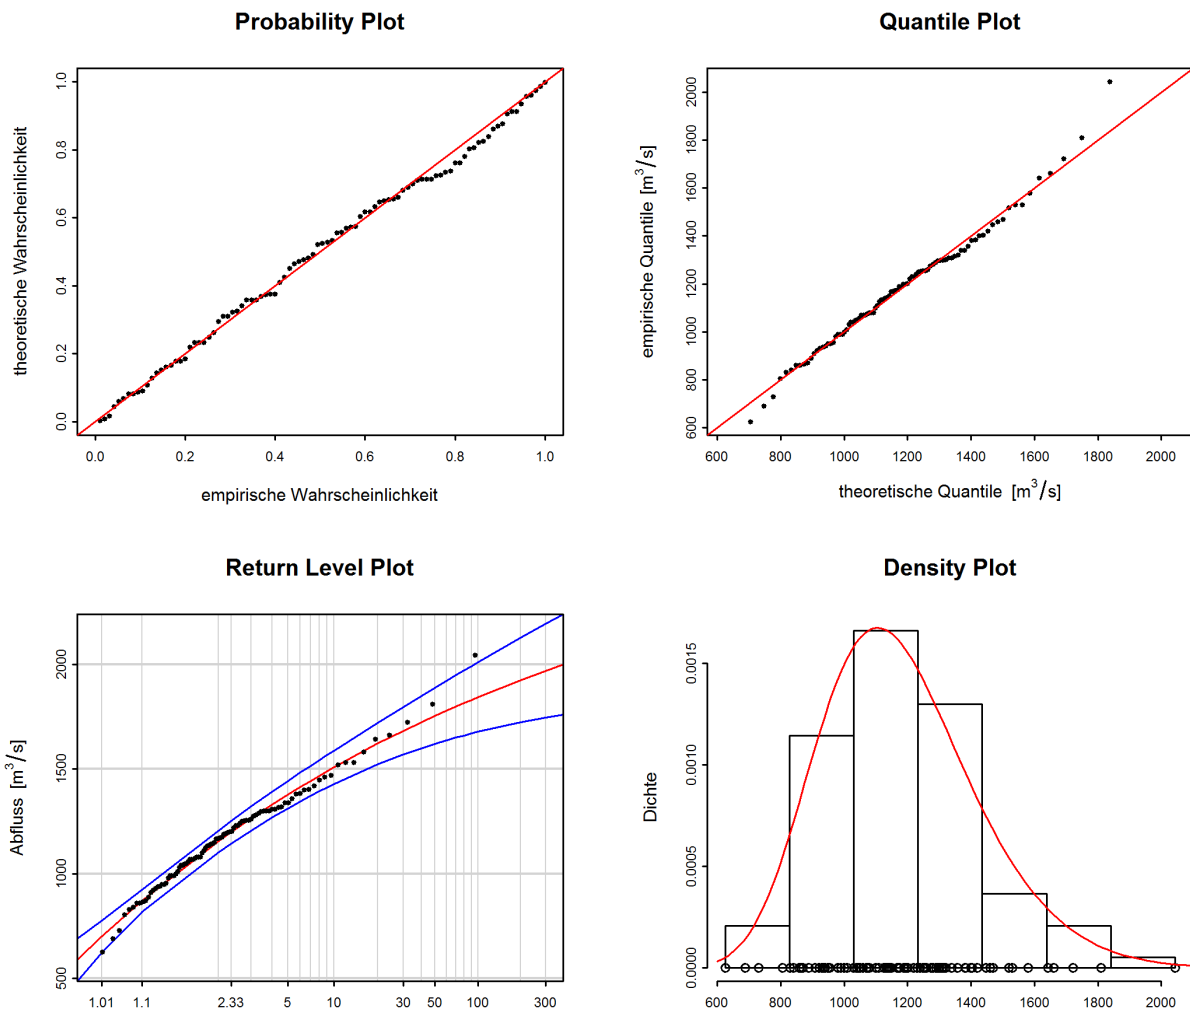 Probability Plot
theoretische Wahrscheinlichkeit
0.0 0.2 0.4 0.6 0.8 1.0
0.0 0.2 0.4 0.6 0.8 1.0
empirische Wahrscheinlichkeit
Quantile Plot
empirische Quantile [m³/s]
600 800 1000 1200 1400 1600 1800 2000
600 800 1000 1200 1400 1600 1800 2000
theoretische Quantile [m³/s]
Return Level Plot
Abfluss [m³/s]
500 1000 1500 2000
1.01 1.1 2.33 5 10 30 50 100 300
Density Plot
Dichte
0.0000 0.0005 0.0010 0.0015
600 800 1000 1200 1400 1600 1800 2000